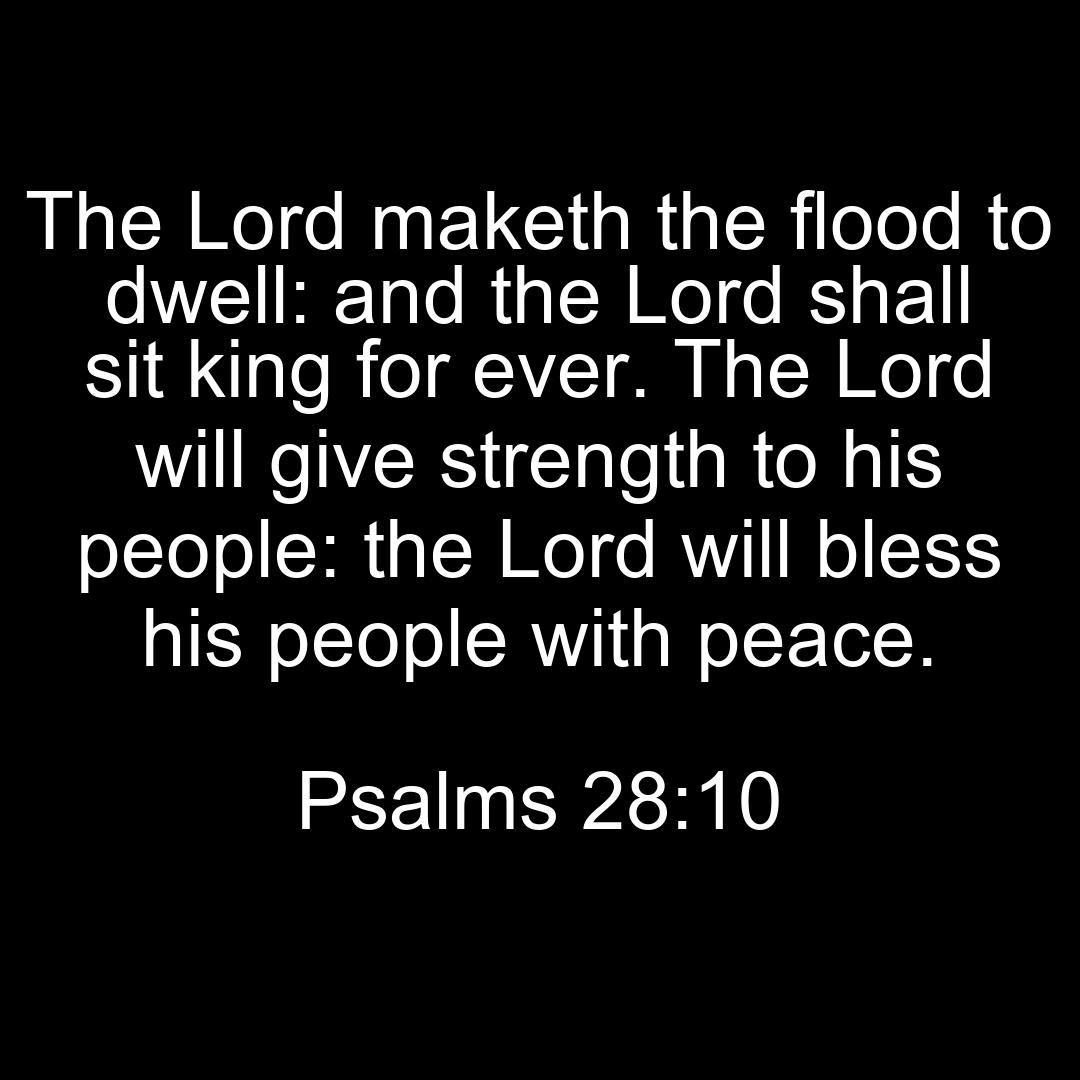 The Lord maketh the flood to
dwell: and the Lord shall
sit king for ever. The Lord
will give strength to his
people: the Lord will bless
his people with peace.
Psalms 28:10